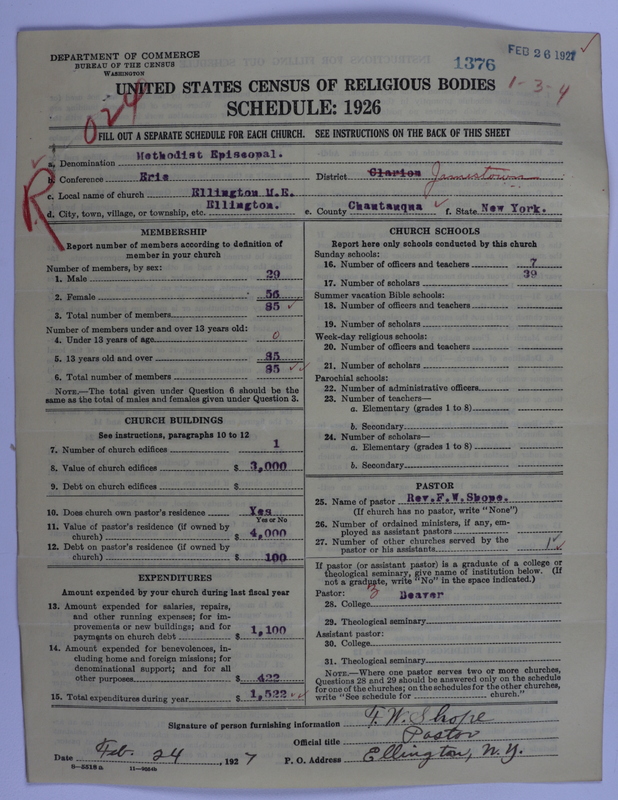 DEPARTMENT OF COMMERCE
BUREAU OF THE CENSUS
WASHINGTON
1376
FEB 26 1927
1-3-4
UNITED STATES CENSUS OF RELIGIOUS BODIES
SCHEDULE: 1926
024
FILL OUT A SEPARATE SCHEDULE FOR EACH CHURCH. SEE INSTRUCTIONS ON THE BACK OF THIS SHEET
R
a. Denomination Methodist Episcopal.
b. Conference Erie District Clarion Jamestown
c. Local name of church Ellington M.E.
d. City, town, village, or township, etc. Ellington. e. County Chautauqua f. State New York.
MEMBERSHIP
Report number of members according to definition of
member in your church
Number of members, by sex:
1. Male 29
2. Female 56
3. Total number of members 85
Number of members under and over 13 years old:
4. Under 13 years of age 0
5. 13 years old and over 85
6. Total number of members 85
NOTE.—The total given under Question 6 should be the
same as the total of males and females given under Question 3.
CHURCH BUILDINGS
See instructions, paragraphs 10 to 12
7. Number of church edifices 1
8. Value of church edifices $ 3,000
9. Debt on church edifices $
10. Does church own pastor's residence Yes
Yes or No
11. Value of pastor's residence (if owned by
church) $ 4,000
12. Debt on pastor's residence (if owned by
church) $ 100
EXPENDITURES
Amount expended by your church during last fiscal year
13. Amount expended for salaries, repairs,
and other running expenses; for im-
provements or new buildings; and for
payments on church debt $ 1,100
14. Amount expended for benevolences, in-
cluding home and foreign missions; for
denominational support; and for all
other purposes $ 422
15. Total expenditures during year $ 1,522
CHURCH SCHOOLS
Report here only schools conducted by this church
Sunday schools:
16. Number of officers and teachers 7
17. Number of scholars 39
Summer vacation Bible schools:
18. Number of officers and teachers
19. Number of scholars
Week-day religious schools:
20. Number of officers and teachers
21. Number of scholars
Parochial schools:
22. Number of administrative officers
23. Number of teachers—
a. Elementary (grades 1 to 8)
b. Secondary
24. Number of scholars—
a. Elementary (grades 1 to 8)
b. Secondary
PASTOR
25. Name of pastor Rev. F. W. Shope.
(If church has no pastor, write "None")
26. Number of ordained ministers, if any, em-
ployed as assistant pastors
27. Number of other churches served by the
pastor or his assistants 1
If pastor (or assistant pastor) is a graduate of a college or
theological seminary, give name of institution below. (If
not a graduate, write "No" in the space indicated.)
Pastor: 3 Beaver
28. College
29. Theological seminary
Assistant pastor:
30. College
31. Theological seminary
NOTE.—Where one pastor serves two or more churches,
Questions 28 and 29 should be answered only on the schedule
for one of the churches; on the schedules for the other churches,
write "See schedule for church."
Signature of person furnishing information F. W. Shope
Official title Pastor
Date Feb. 24, 1927 P. O. Address Ellington, N.Y.
8-5518 a